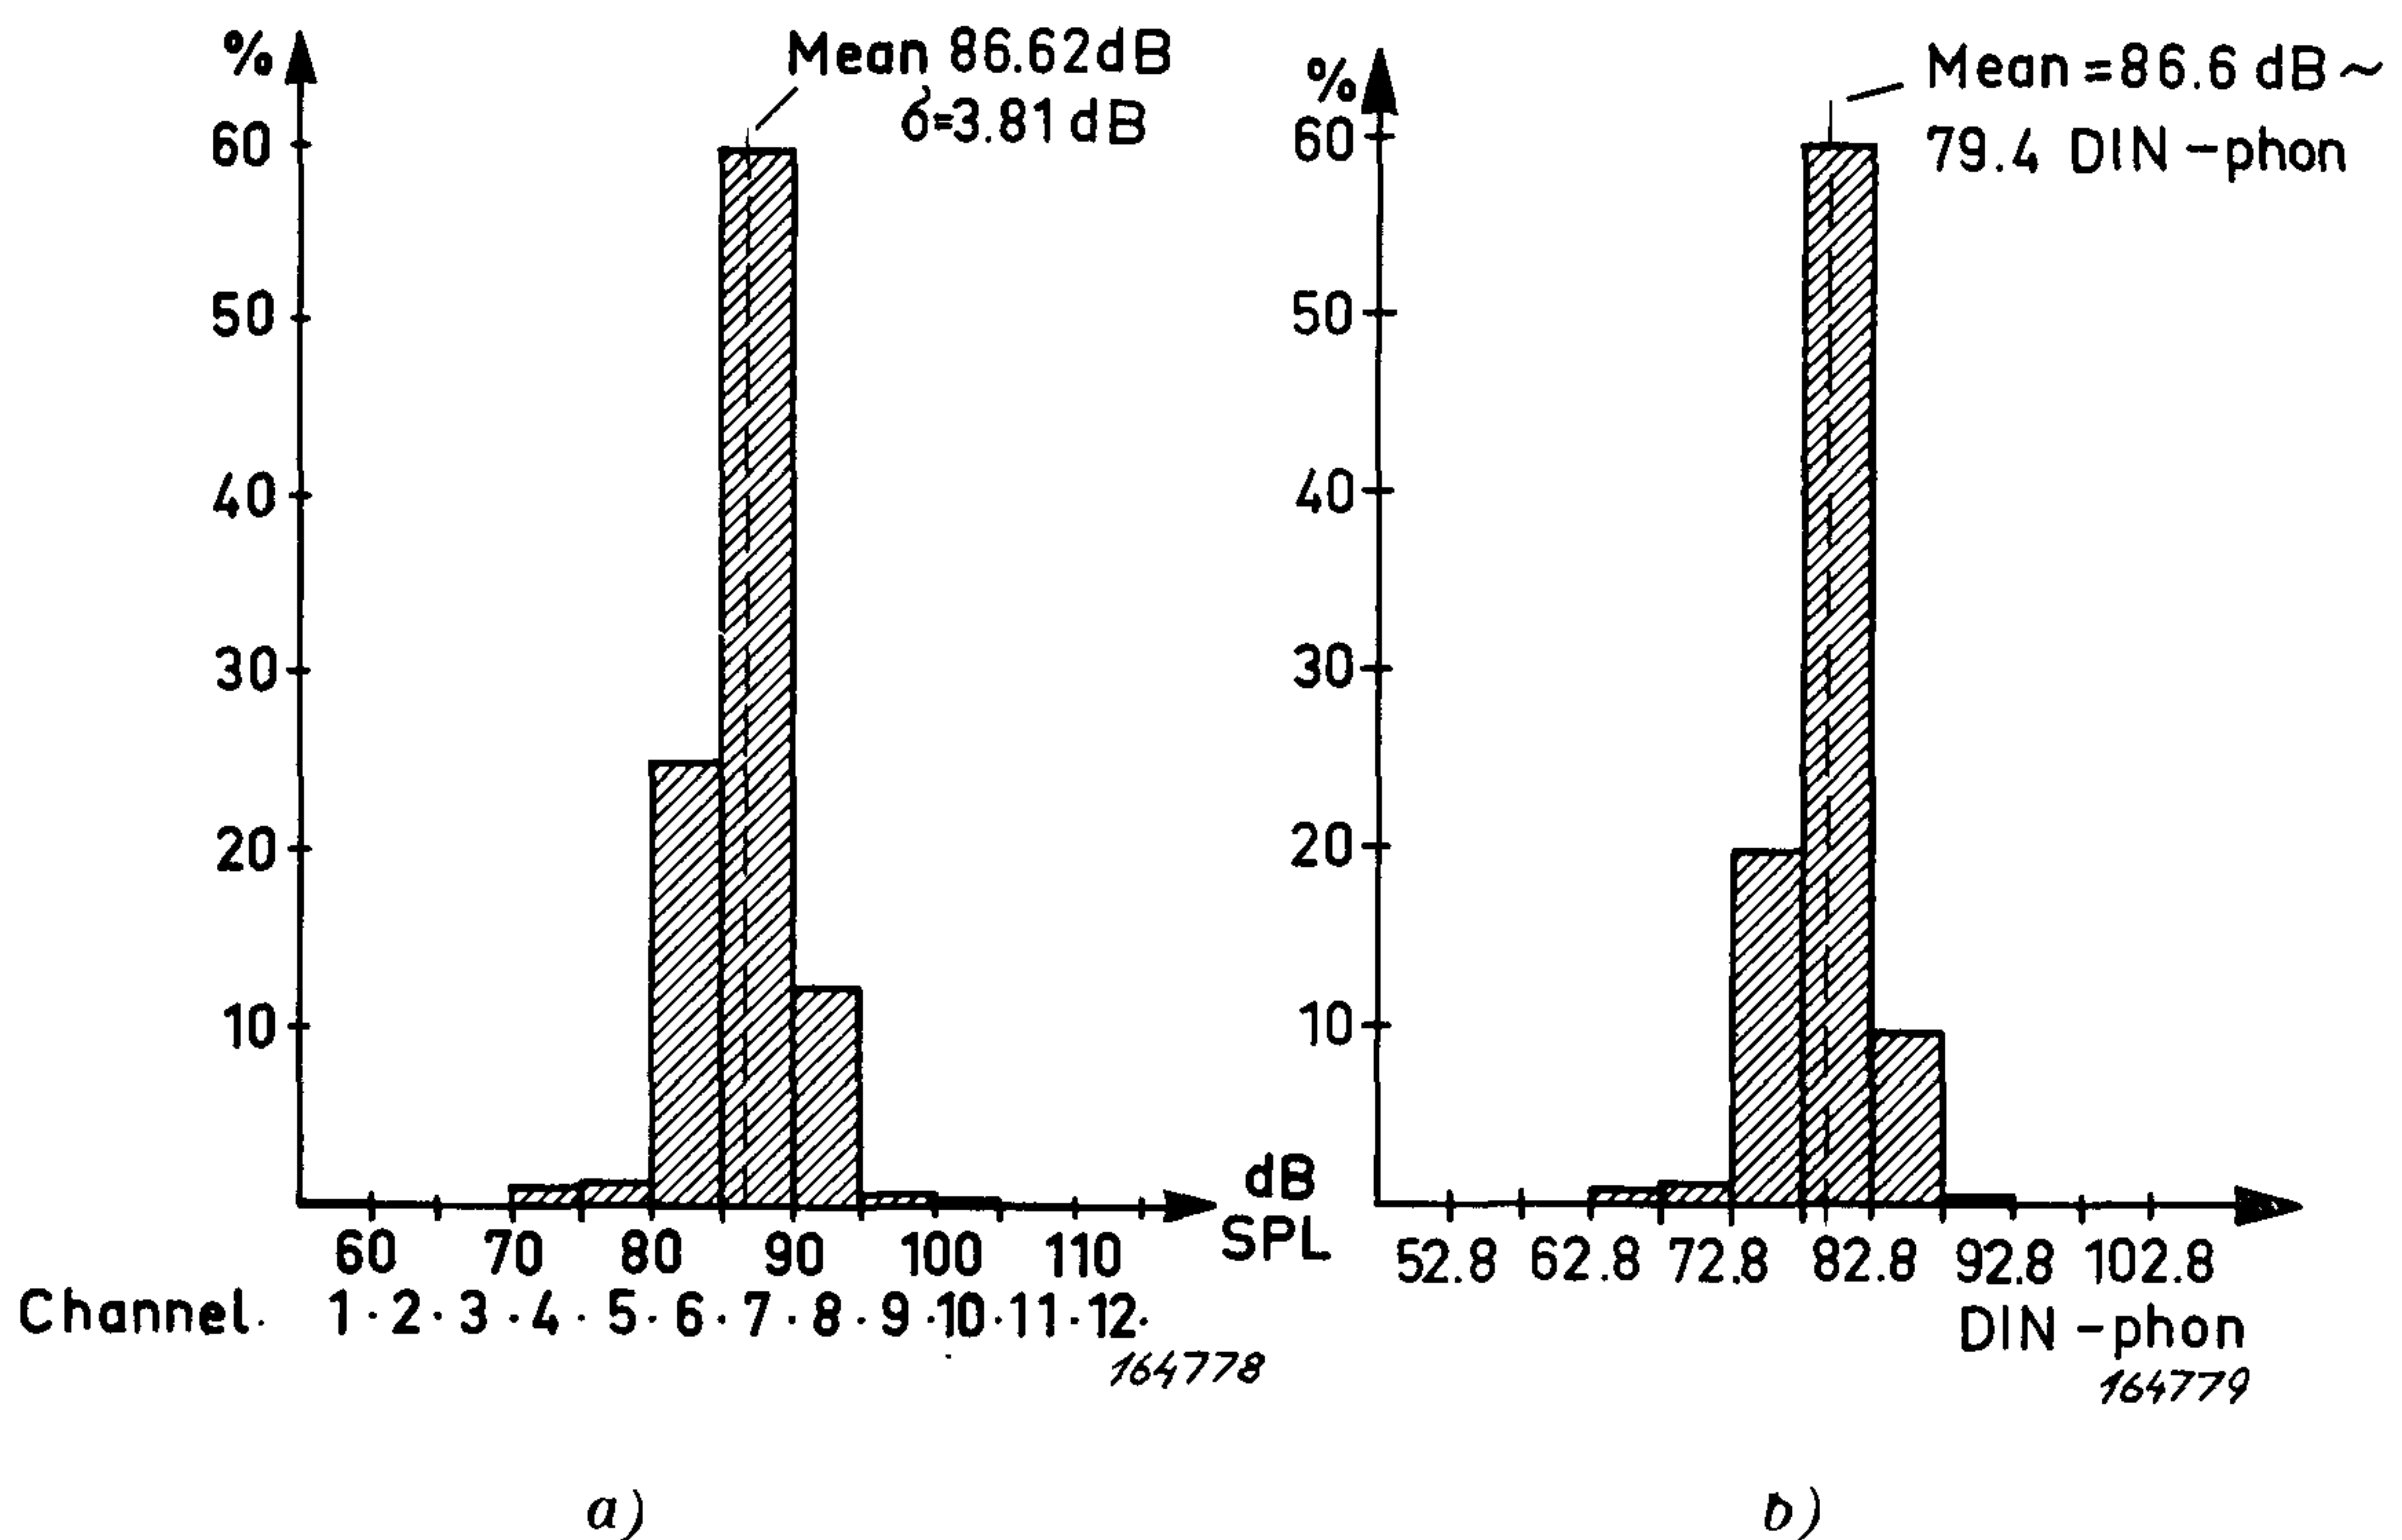 %
Mean 86.62dB
σ=3.81 dB
60
50
40
30
20
10
60 70 80 90 100 110
dB
SPL
Channel. 1·2·3·4·5·6·7·8·9·10·11·12·
164778
a)
%
Mean =86.6 dB ~
79.4 DIN -phon
60
50
40
30
20
10
52.8 62.8 72.8 82.8 92.8 102.8
DIN -phon
164779
b)